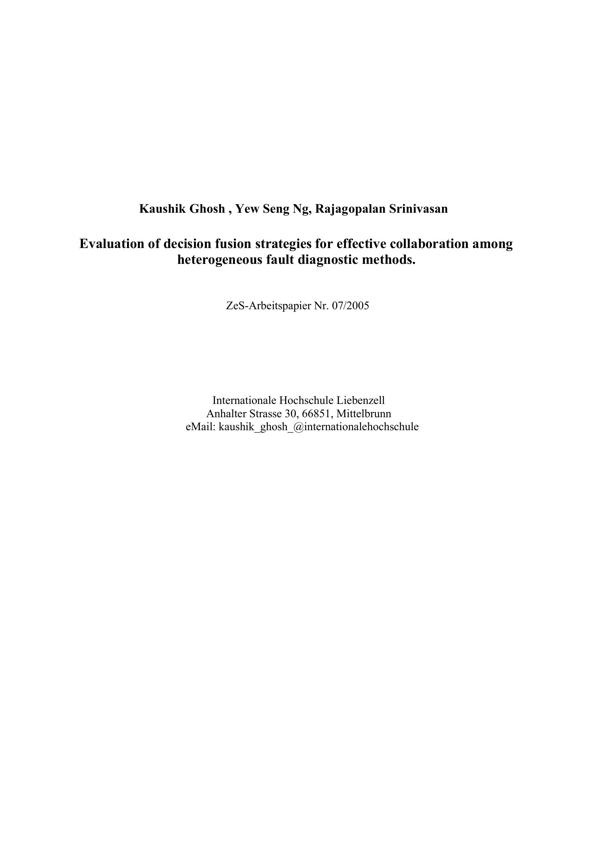 Kaushik Ghosh , Yew Seng Ng, Rajagopalan Srinivasan
Evaluation of decision fusion strategies for effective collaboration among
heterogeneous fault diagnostic methods.
ZeS-Arbeitspapier Nr. 07/2005
Internationale Hochschule Liebenzell
Anhalter Strasse 30, 66851, Mittelbrunn
eMail: kaushik_ghosh_@internationalehochschule